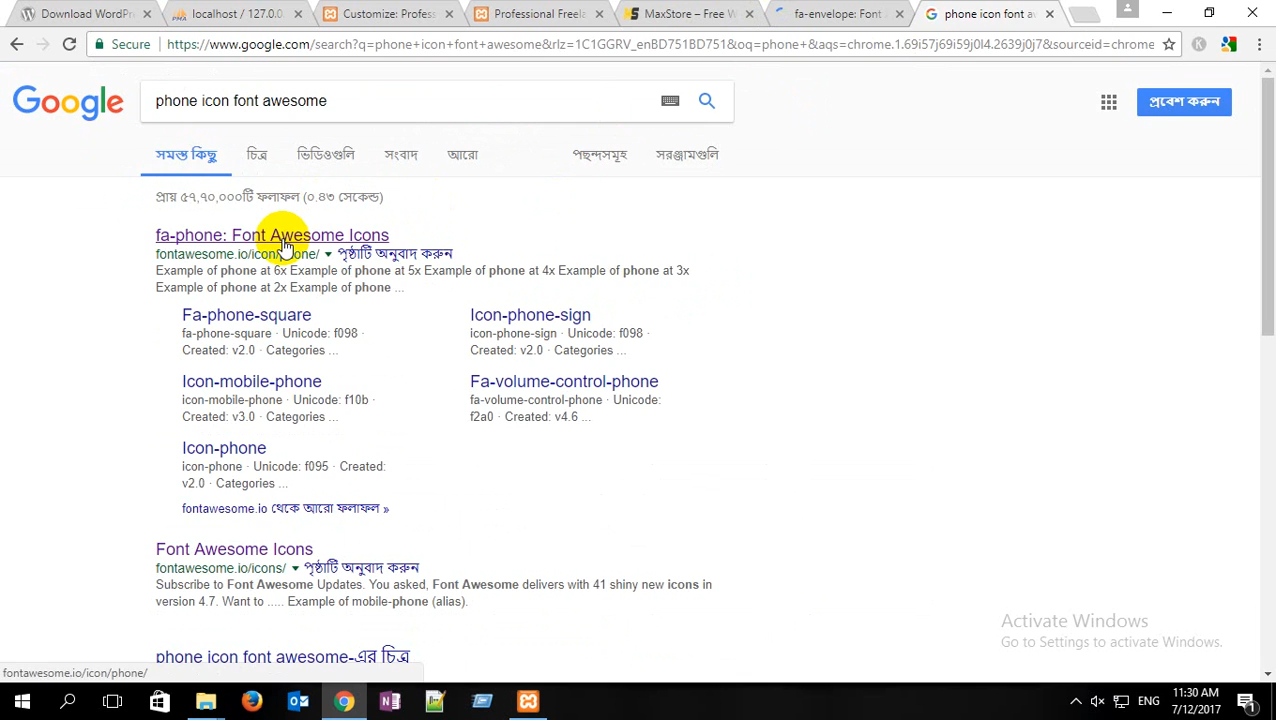 Download WordPr
localhost / 127.0.0.
Customize: Profess
Professional Freela
MaxStore – Free W
fa-envelope: Font A
phone icon font aw
Secure
https://www.google.com/search?q=phone+icon+font+awesome&rlz=1C1GGRV_enBD751BD751&oq=phone+&aqs=chrome.1.69i57j69i59j0l4.2639j0j7&sourceid=chrome
Google
phone icon font awesome
প্রবেশ করুন
সমস্ত কিছু চিত্র ভিডিওগুলি সংবাদ আরো পছন্দসমূহ সরঞ্জামগুলি
প্রায় ৫৭,৭০,০০০টি ফলাফল (০.৪৩ সেকেন্ড)
fa-phone: Font Awesome Icons
fontawesome.io/icon/phone/ পৃষ্ঠাটি অনুবাদ করুন
Example of phone at 6x Example of phone at 5x Example of phone at 4x Example of phone at 3x
Example of phone at 2x Example of phone ...
Fa-phone-square
fa-phone-square · Unicode: f098 ·
Created: v2.0 · Categories ...
Icon-phone-sign
icon-phone-sign · Unicode: f098 ·
Created: v2.0 · Categories ...
Icon-mobile-phone
icon-mobile-phone · Unicode: f10b ·
Created: v3.0 · Categories ...
Fa-volume-control-phone
fa-volume-control-phone · Unicode:
f2a0 · Created: v4.6 ...
Icon-phone
icon-phone · Unicode: f095 · Created:
v2.0 · Categories ...
fontawesome.io থেকে আরো ফলাফল »
Font Awesome Icons
fontawesome.io/icons/ পৃষ্ঠাটি অনুবাদ করুন
Subscribe to Font Awesome Updates. You asked, Font Awesome delivers with 41 shiny new icons in
version 4.7. Want to ..... Example of mobile-phone (alias).
phone icon font awesome-এর চিত্র
Activate Windows
Go to Settings to activate Windows.
fontawesome.io/icon/phone/
ENG
11:30 AM
7/12/2017